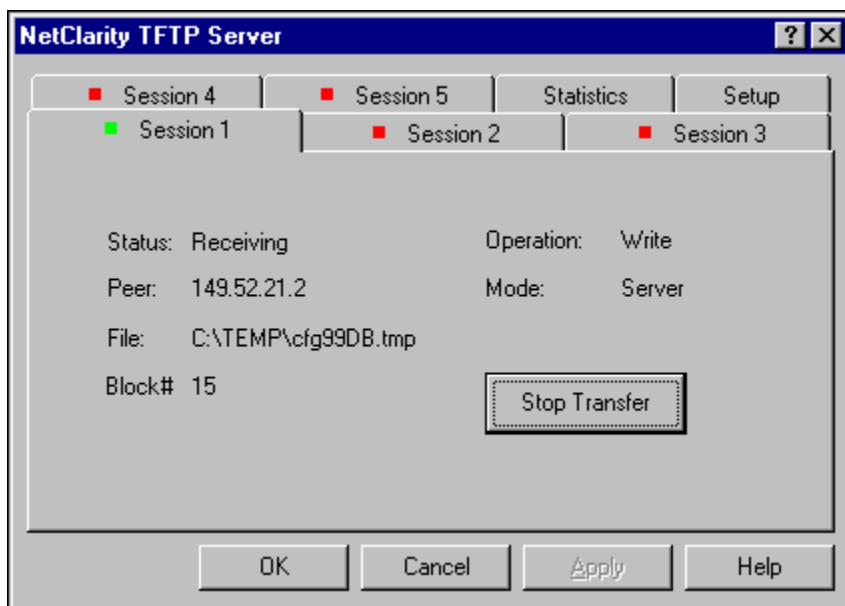 NetClarity TFTP Server
Session 4 Session 5 Statistics Setup
Session 1 Session 2 Session 3
Status: Receiving Operation: Write
Peer: 149.52.21.2 Mode: Server
File: C:\TEMP\cfg99DB.tmp
Block# 15 Stop Transfer
OK Cancel Apply Help